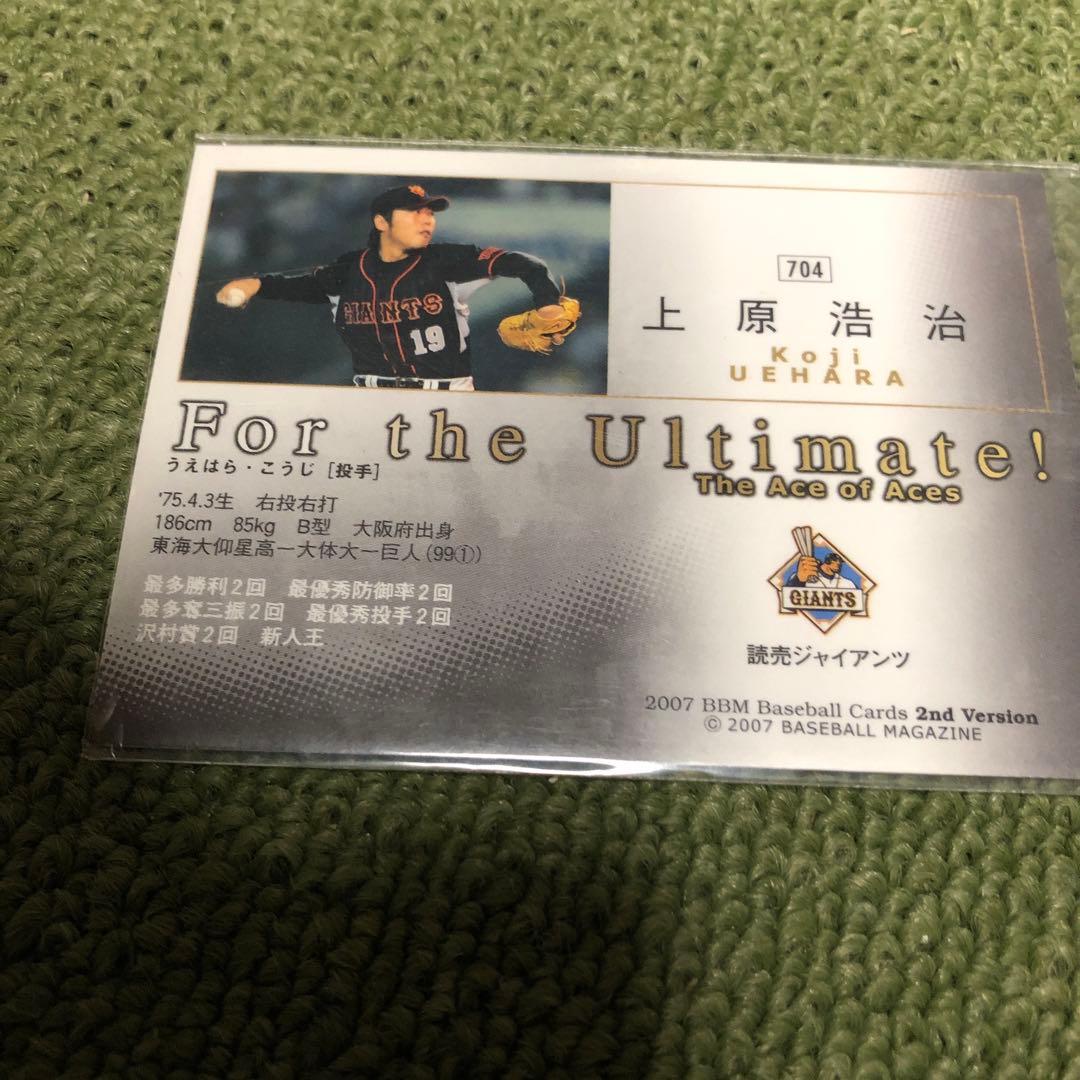 704
上原浩治
Koji
UEHARA
GIANTS
19
For the Ultimate!
The Ace of Aces
うえはら・こうじ [投手]
'75.4.3生 右投右打
186cm 85kg B型 大阪府出身
東海大仰星高ー大体大ー巨人(99①))
最多勝利2回 最優秀防御率2回
最多奪三振2回 最優秀投手2回
沢村賞2回 新人王
GIANTS
読売ジャイアンツ
2007 BBM Baseball Cards 2nd Version
© 2007 BASEBALL MAGAZINE